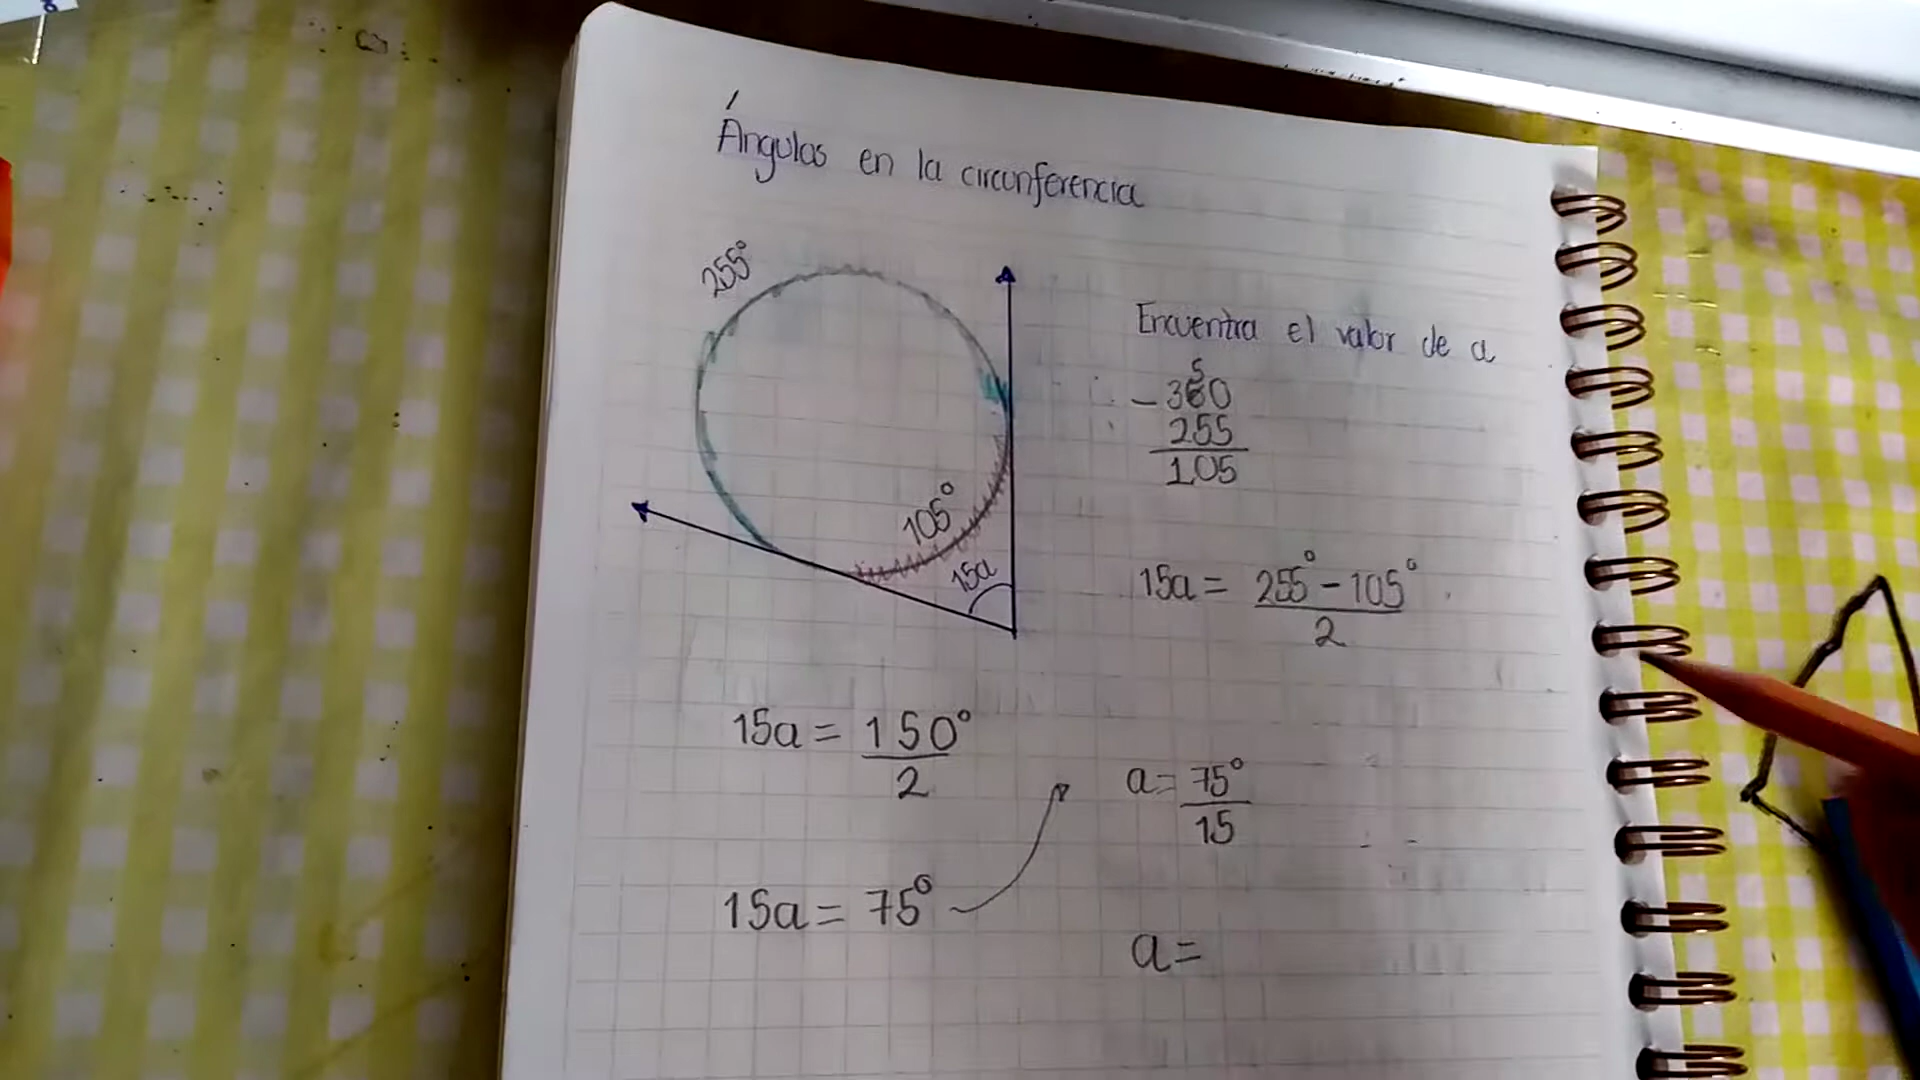 Ángulos en la circunferencia
255°
105°
15a
Encuentra el valor de a
5
- 360
255
105
15a = 255° - 105°
2
15a = 150°
2
15a = 75°
a = 75°
15
a =